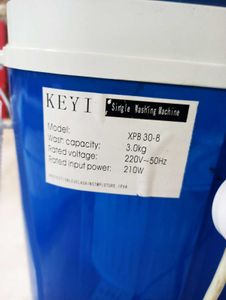 KEYI Single Washing Machine
Model: XPB 30-8
Wash capacity: 3.0kg
Rated voltage: 220V~50Hz
Rated input power: 210W